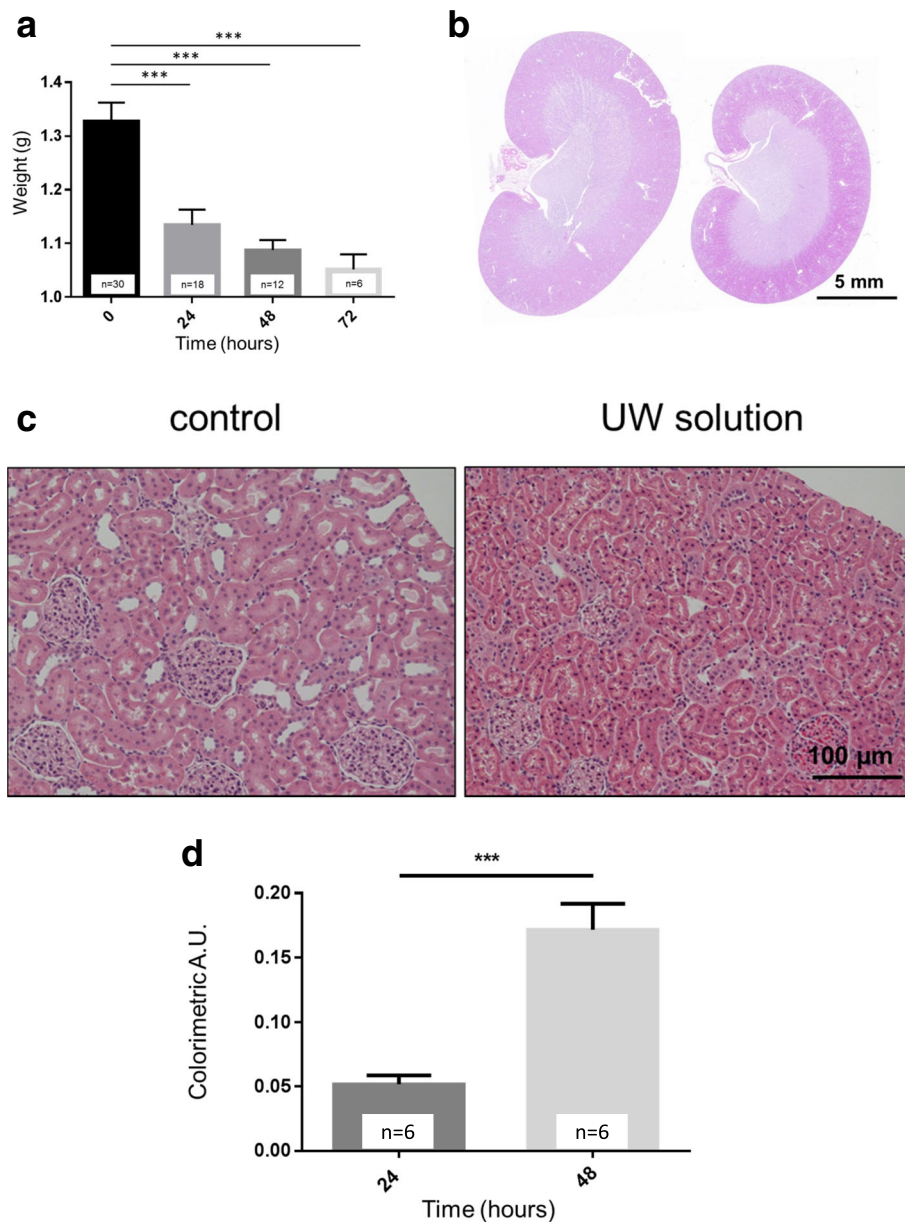 a
***
***
***
Weight (g)
1.4
1.3
1.2
1.1
1.0
n=30
n=18
n=12
n=6
0
24
48
72
Time (hours)
b
5 mm
c
control
UW solution
100 µm
d
***
Colorimetric A.U.
0.20
0.15
0.10
0.05
0.00
n=6
n=6
24
48
Time (hours)